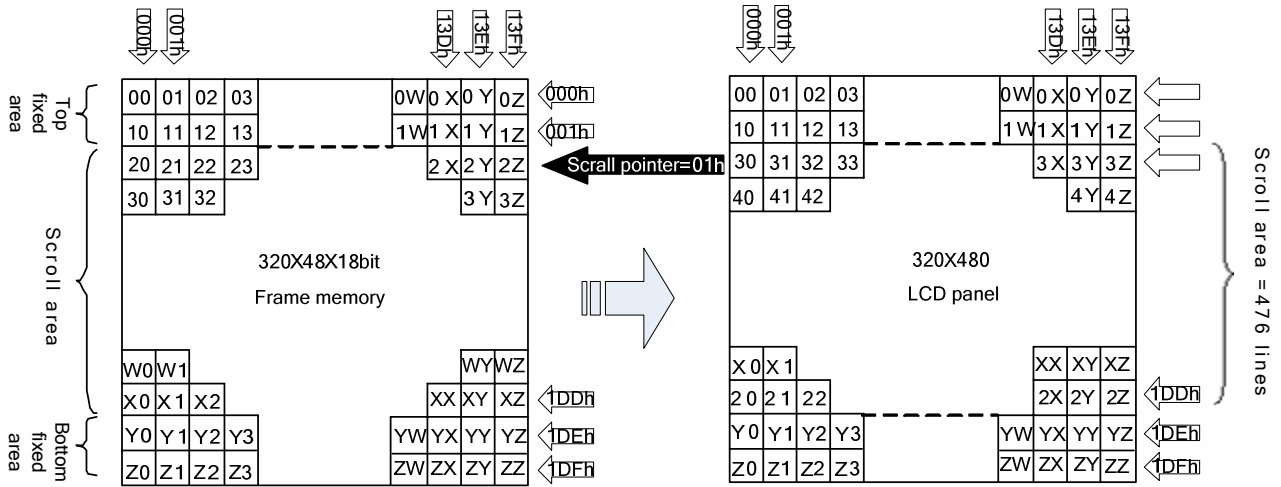 000h 001h 13Dh 13Eh 13Fh
00 01 02 03 0W 0X 0Y 0Z 000h
10 11 12 13 1W 1X 1Y 1Z 001h
20 21 22 23 2X 2Y 2Z
30 31 32 3Y 3Z
Top fixed area
Scroll area
Bottom fixed area
320X48X18bit
Frame memory
W0 W1 WY WZ
X0 X1 X2 XX XY XZ 1DDh
Y0 Y1 Y2 Y3 YW YX YY YZ 1DEh
Z0 Z1 Z2 Z3 ZW ZX ZY ZZ 1DFh
Scrall pointer=01h
000h 001h 13Dh 13Eh 13Fh
00 01 02 03 0W 0X 0Y 0Z
10 11 12 13 1W 1X 1Y 1Z
30 31 32 33 3X 3Y 3Z
40 41 42 4Y 4Z
320X480
LCD panel
X0 X1 XX XY XZ
20 21 22 2X 2Y 2Z 1DDh
Y0 Y1 Y2 Y3 YW YX YY YZ 1DEh
Z0 Z1 Z2 Z3 ZW ZX ZY ZZ 1DFh
Scroll area =476 lines